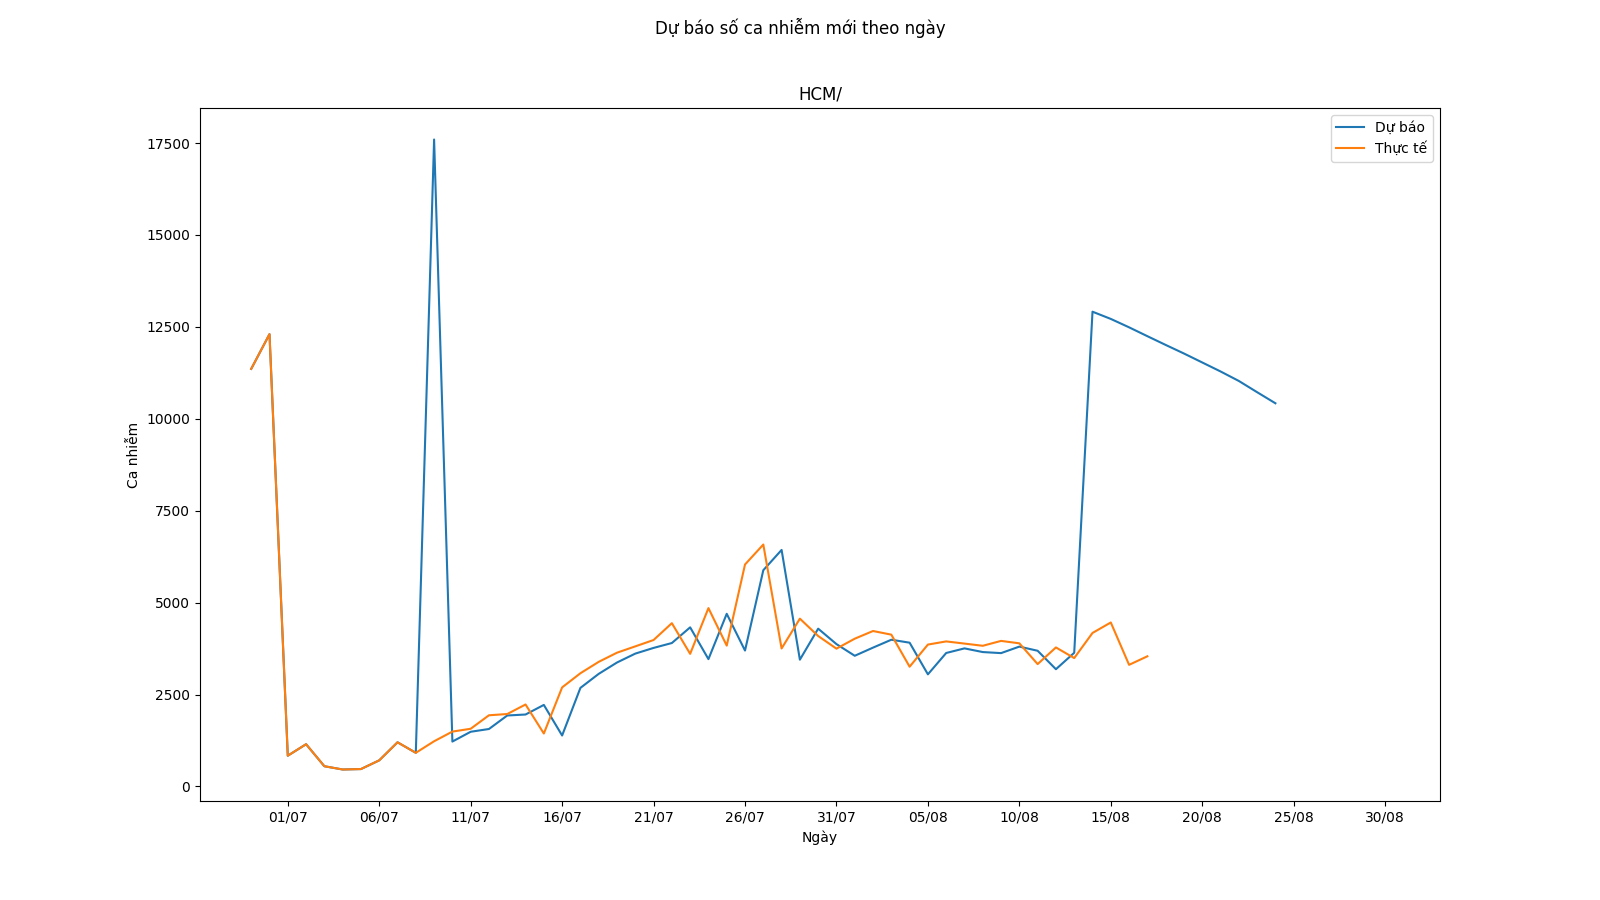 Dự báo số ca nhiễm mới theo ngày
HCM/
Dự báo
Thực tế
Ca nhiễm
17500
15000
12500
10000
7500
5000
2500
0
01/07 06/07 11/07 16/07 21/07 26/07 31/07 05/08 10/08 15/08 20/08 25/08 30/08
Ngày